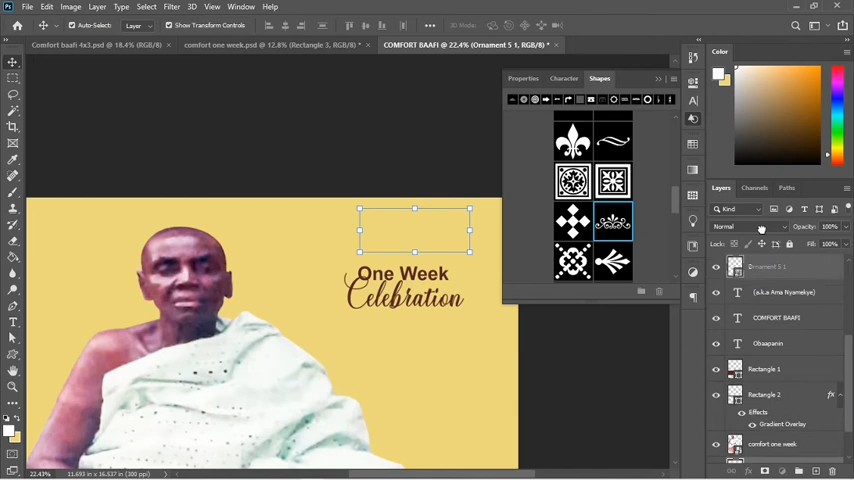 File Edit Image Layer Type Select Filter 3D View Window Help
Auto-Select: Layer Show Transform Controls 3D Mode:
Comfort baafi 4x3.psd @ 18.4% (RGB/8) × comfort one week.psd @ 12.8% (Rectangle 3, RGB/8) * × COMFORT BAAFI @ 22.4% (Ornament 5 1, RGB/8) * ×
Properties Character Shapes
Color
One Week
Celebration
Layers Channels Paths
Kind
Normal Opacity: 100%
Lock: Fill: 100%
Ornament 5 1
(a.k.a Ama Nyamekye)
COMFORT BAAFI
Obaapanin
Rectangle 1
Rectangle 2 fx
Effects
Gradient Overlay
comfort one week
22.43% 11.693 in x 16.537 in (300 ppi)